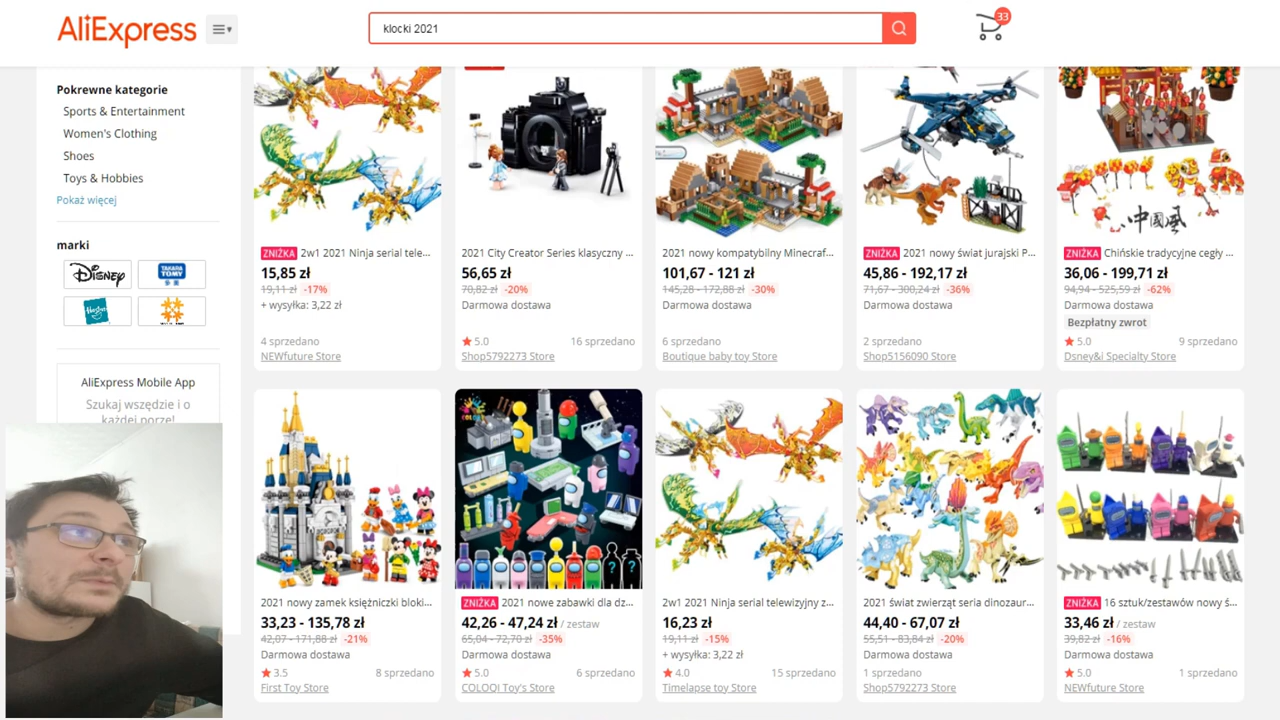 AliExpress
klocki 2021
33
Pokrewne kategorie
Sports & Entertainment
Women's Clothing
Shoes
Toys & Hobbies
Pokaż więcej
marki
Disney
TAKARA TOMY
Hasbro
AliExpress Mobile App
Szukaj wszędzie i o
każdej porze!
中國風
ZNIŻKA 2w1 2021 Ninja serial tele...
15,85 zł
19,11 zł -17%
+ wysyłka: 3,22 zł
4 sprzedano
NEWfuture Store
2021 City Creator Series klasyczny ...
56,65 zł
70,82 zł -20%
Darmowa dostawa
5.0 16 sprzedano
Shop5792273 Store
2021 nowy kompatybilny Minecraf...
101,67 - 121 zł
145,28 - 172,88 zł -30%
Darmowa dostawa
6 sprzedano
Boutique baby toy Store
ZNIŻKA 2021 nowy świat jurajski P...
45,86 - 192,17 zł
71,67 - 300,24 zł -36%
Darmowa dostawa
2 sprzedano
Shop5156090 Store
ZNIŻKA Chińskie tradycyjne cegły ...
36,06 - 199,71 zł
94,94 - 525,59 zł -62%
Darmowa dostawa
Bezpłatny zwrot
5.0 9 sprzedano
Dsney&i Specialty Store
2021 nowy zamek księżniczki bloki...
33,23 - 135,78 zł
42,07 - 171,88 zł -21%
Darmowa dostawa
3.5 8 sprzedano
First Toy Store
ZNIŻKA 2021 nowe zabawki dla dz...
42,26 - 47,24 zł / zestaw
65,04 - 72,70 zł -35%
Darmowa dostawa
5.0 6 sprzedano
COLOQI Toy's Store
2w1 2021 Ninja serial telewizyjny z...
16,23 zł
19,11 zł -15%
+ wysyłka: 3,22 zł
4.0 15 sprzedano
Timelapse toy Store
2021 świat zwierząt seria dinozaur...
44,40 - 67,07 zł
55,51 - 83,84 zł -20%
Darmowa dostawa
1 sprzedano
Shop5792273 Store
ZNIŻKA 16 sztuk/zestawów nowy ś...
33,46 zł / zestaw
39,82 zł -16%
Darmowa dostawa
5.0 1 sprzedano
NEWfuture Store